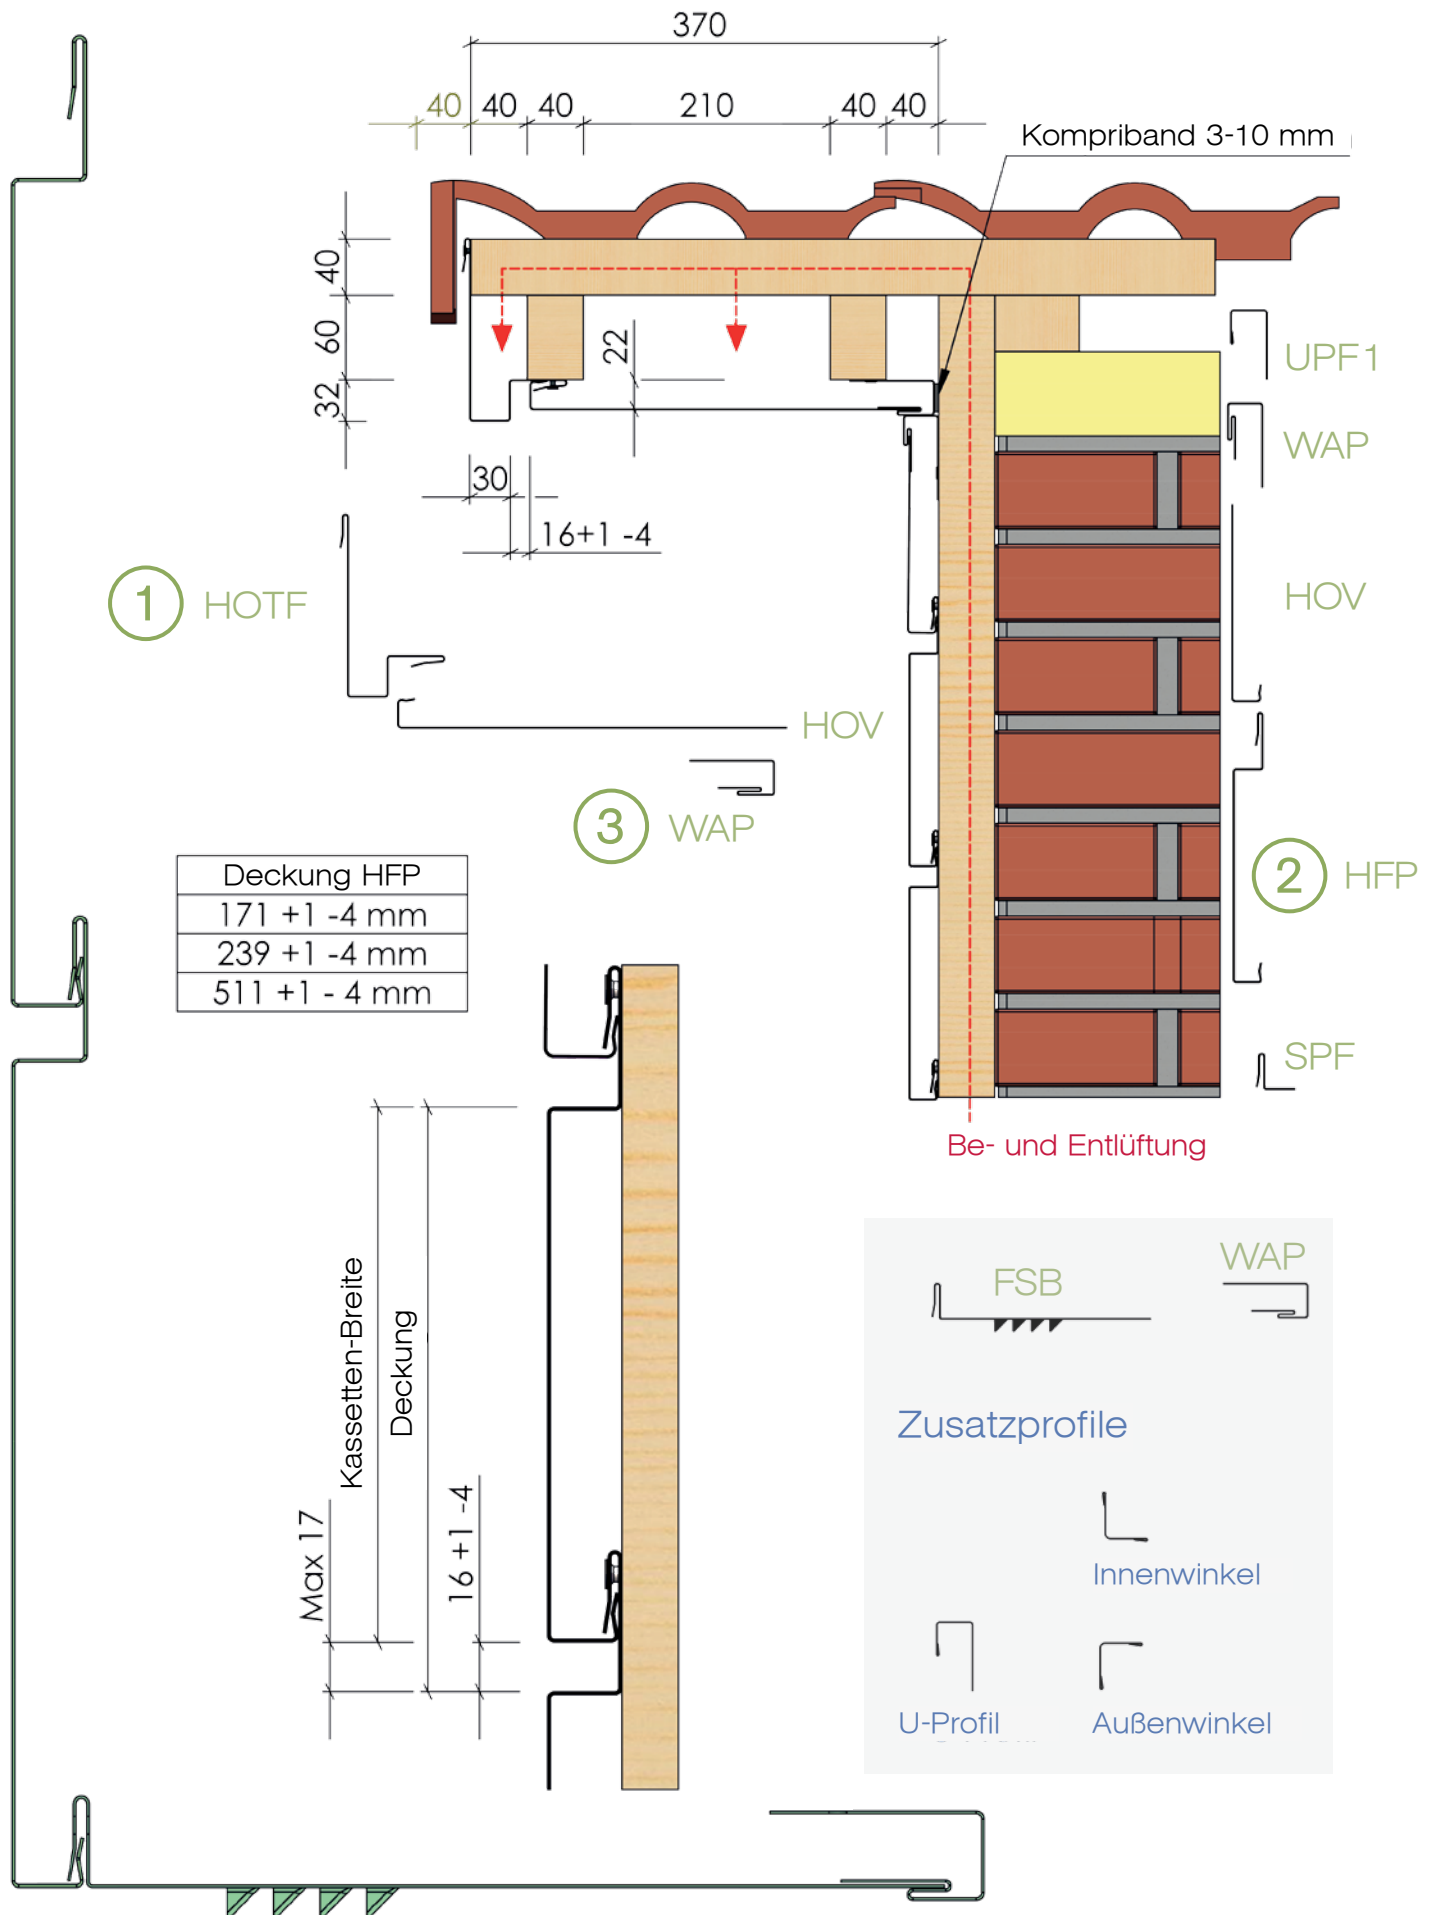 370
40 40 40 210 40 40
Kompriband 3-10 mm
40
60
32
22
30
16+1 -4
UPF1
WAP
HOV
1 HOTF
HOV
3 WAP
2 HFP
SPF
Deckung HFP
171 +1 -4 mm
239 +1 -4 mm
511 +1 - 4 mm
Be- und Entlüftung
Kassetten-Breite
Deckung
Max 17
16 +1 -4
FSB
WAP
Zusatzprofile
Innenwinkel
U-Profil
Außenwinkel